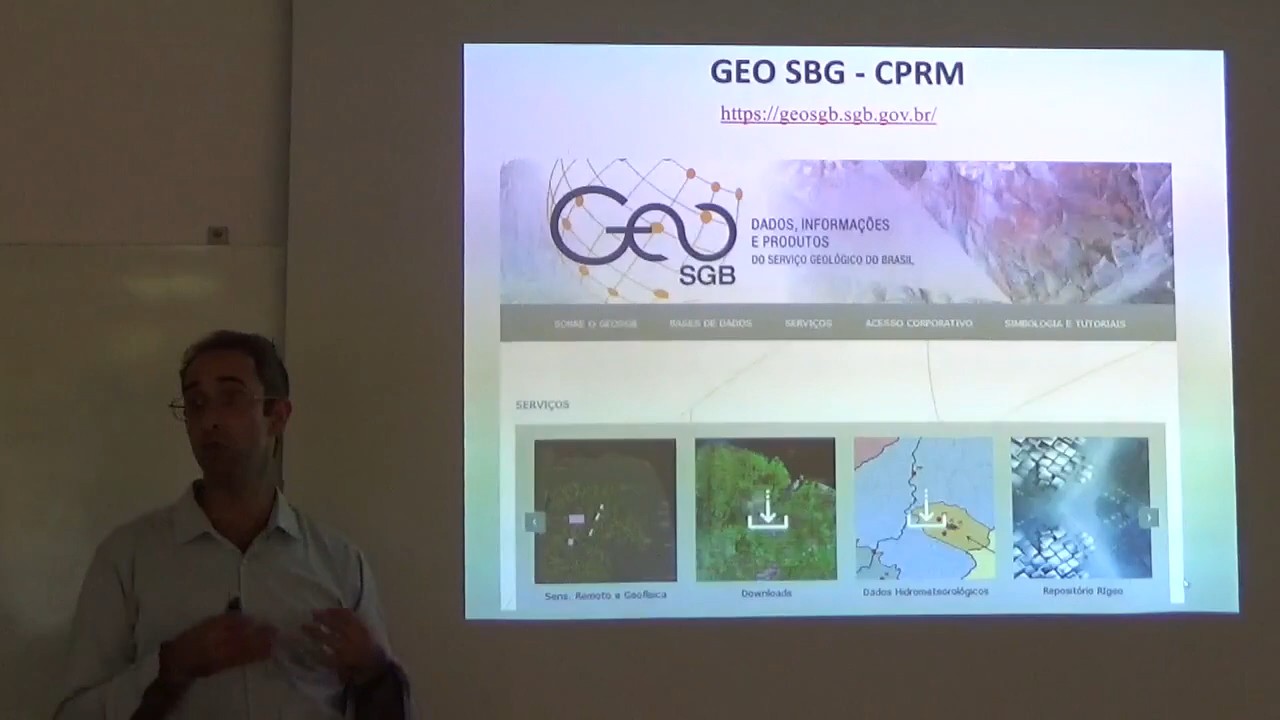 GEO SBG - CPRM
https://geosgb.sgb.gov.br/
Geo
SGB
DADOS, INFORMAÇÕES
E PRODUTOS
DO SERVIÇO GEOLÓGICO DO BRASIL
SOBRE O GEOSGB BASES DE DADOS SERVIÇOS ACESSO CORPORATIVO SIMBOLOGIA E TUTORIAIS
SERVIÇOS
Sens. Remoto e Geofísica Downloads Dados Hidrometeorológicos Repositório RIgeo